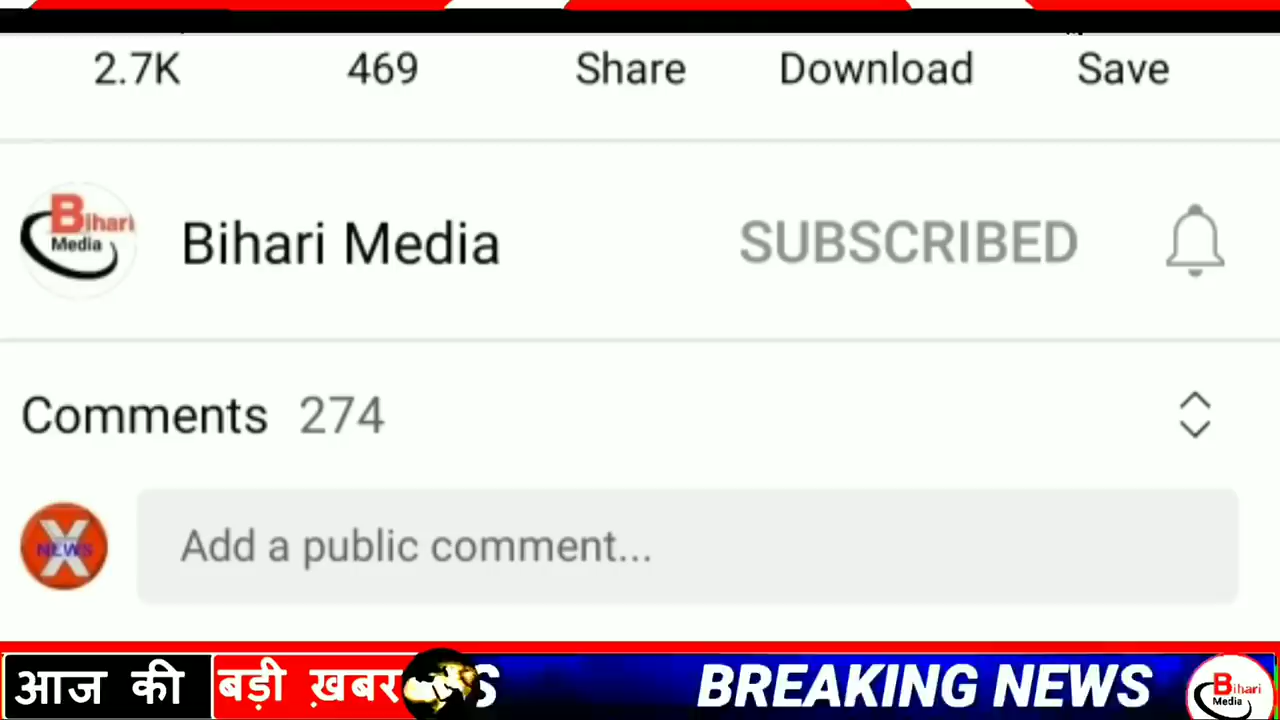 2.7K 469 Share Download Save
Bihari Media
Bihari Media SUBSCRIBED
Comments 274
X NEWS
Add a public comment...
आज की बड़ी ख़बर S BREAKING NEWS
Bihari Media